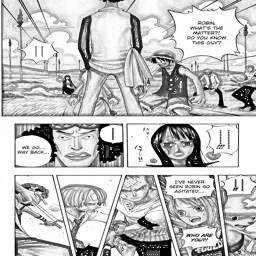 ROBIN,
WHAT'S THE
MATTER?!
DO YOU KNOW
THIS GUY?
!!
WE GO...
WAY BACK...
I'VE NEVER
SEEN ROBIN SO
AGITATED...
WHO ARE
YOU?!
!!